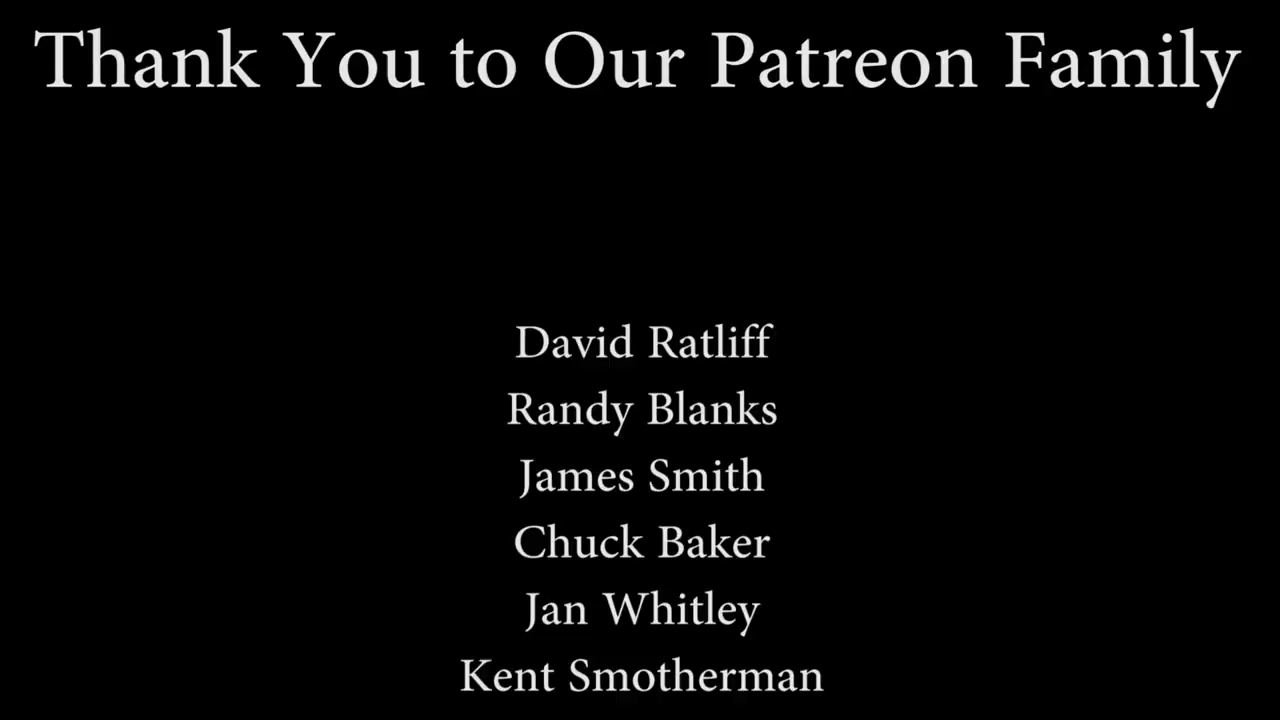 Thank You to Our Patreon Family
David Ratliff
Randy Blanks
James Smith
Chuck Baker
Jan Whitley
Kent Smotherman